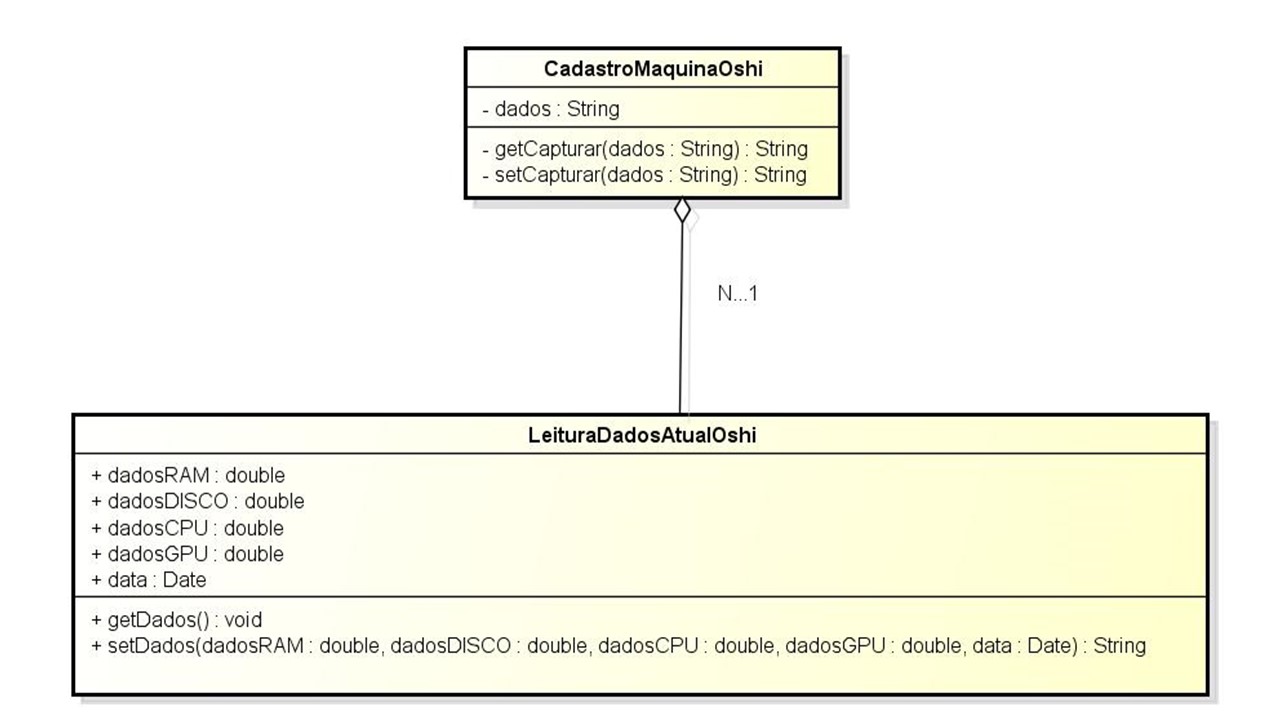 CadastroMaquinaOshi
- dados : String
- getCapturar(dados : String) : String
- setCapturar(dados : String) : String
N...1
LeituraDadosAtualOshi
+ dadosRAM : double
+ dadosDISCO : double
+ dadosCPU : double
+ dadosGPU : double
+ data : Date
+ getDados() : void
+ setDados(dadosRAM : double, dadosDISCO : double, dadosCPU : double, dadosGPU : double, data : Date) : String